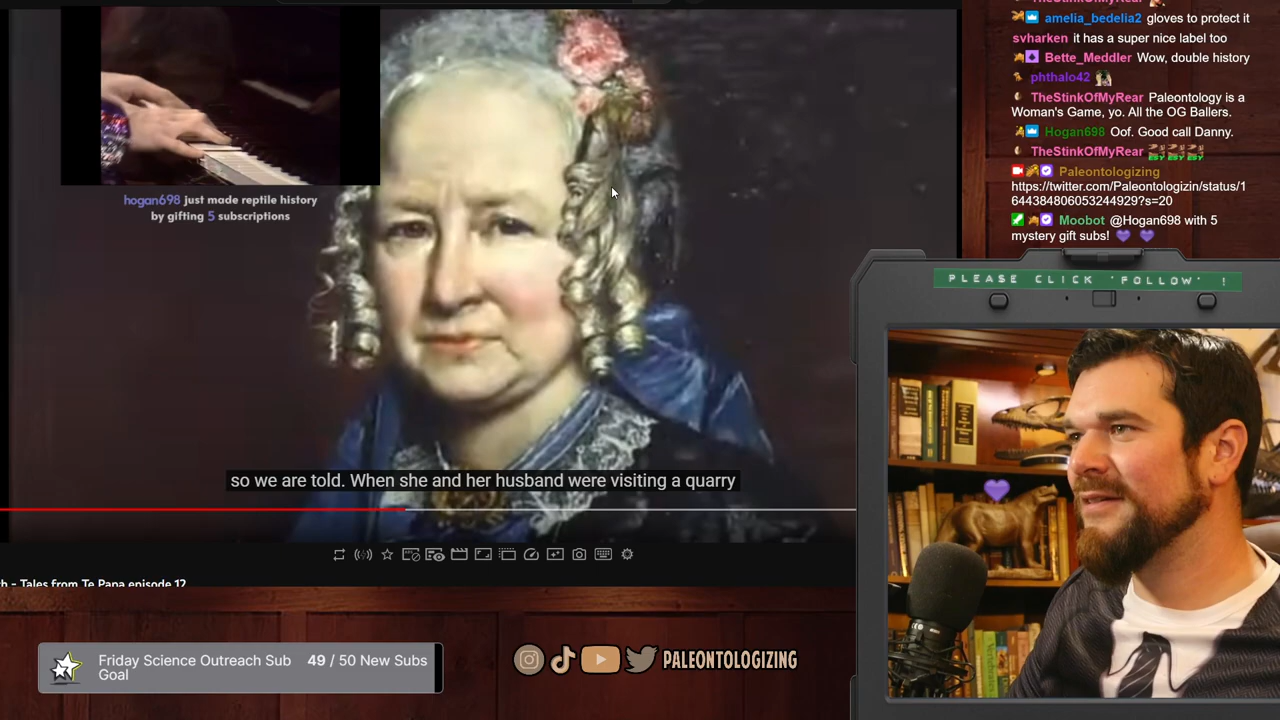 TheStinkOfMyRear
amelia_bedelia2 gloves to protect it
svharken it has a super nice label too
Bette_Meddler Wow, double history
phthalo42
TheStinkOfMyRear Paleontology is a
Woman's Game, yo. All the OG Ballers.
Hogan698 Oof. Good call Danny.
TheStinkOfMyRear
Paleontologizing
https://twitter.com/Paleontologizin/status/1
644384806053244929?s=20
Moobot @Hogan698 with 5
mystery gift subs!
hogan698 just made reptile history
by gifting 5 subscriptions
PLEASE CLICK 'FOLLOW' !
so we are told. When she and her husband were visiting a quarry
h - Tales from Te Papa episode 12
Friday Science Outreach Sub
Goal
49 / 50 New Subs
PALEONTOLOGIZING